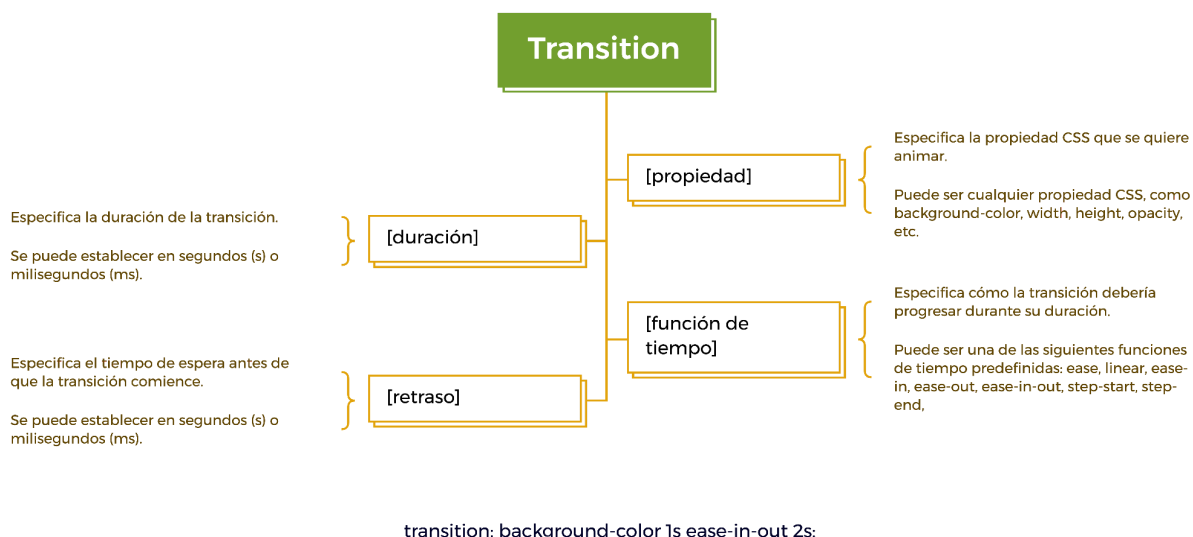 Transition
[propiedad]
Especifica la propiedad CSS que se quiere
animar.
Puede ser cualquier propiedad CSS, como
background-color, width, height, opacity,
etc.
[duración]
Especifica la duración de la transición.
Se puede establecer en segundos (s) o
milisegundos (ms).
[función de
tiempo]
Especifica cómo la transición debería
progresar durante su duración.
Puede ser una de las siguientes funciones
de tiempo predefinidas: ease, linear, ease-
in, ease-out, ease-in-out, step-start, step-
end,
[retraso]
Especifica el tiempo de espera antes de
que la transición comience.
Se puede establecer en segundos (s) o
milisegundos (ms).
transition: background-color 1s ease-in-out 2s;